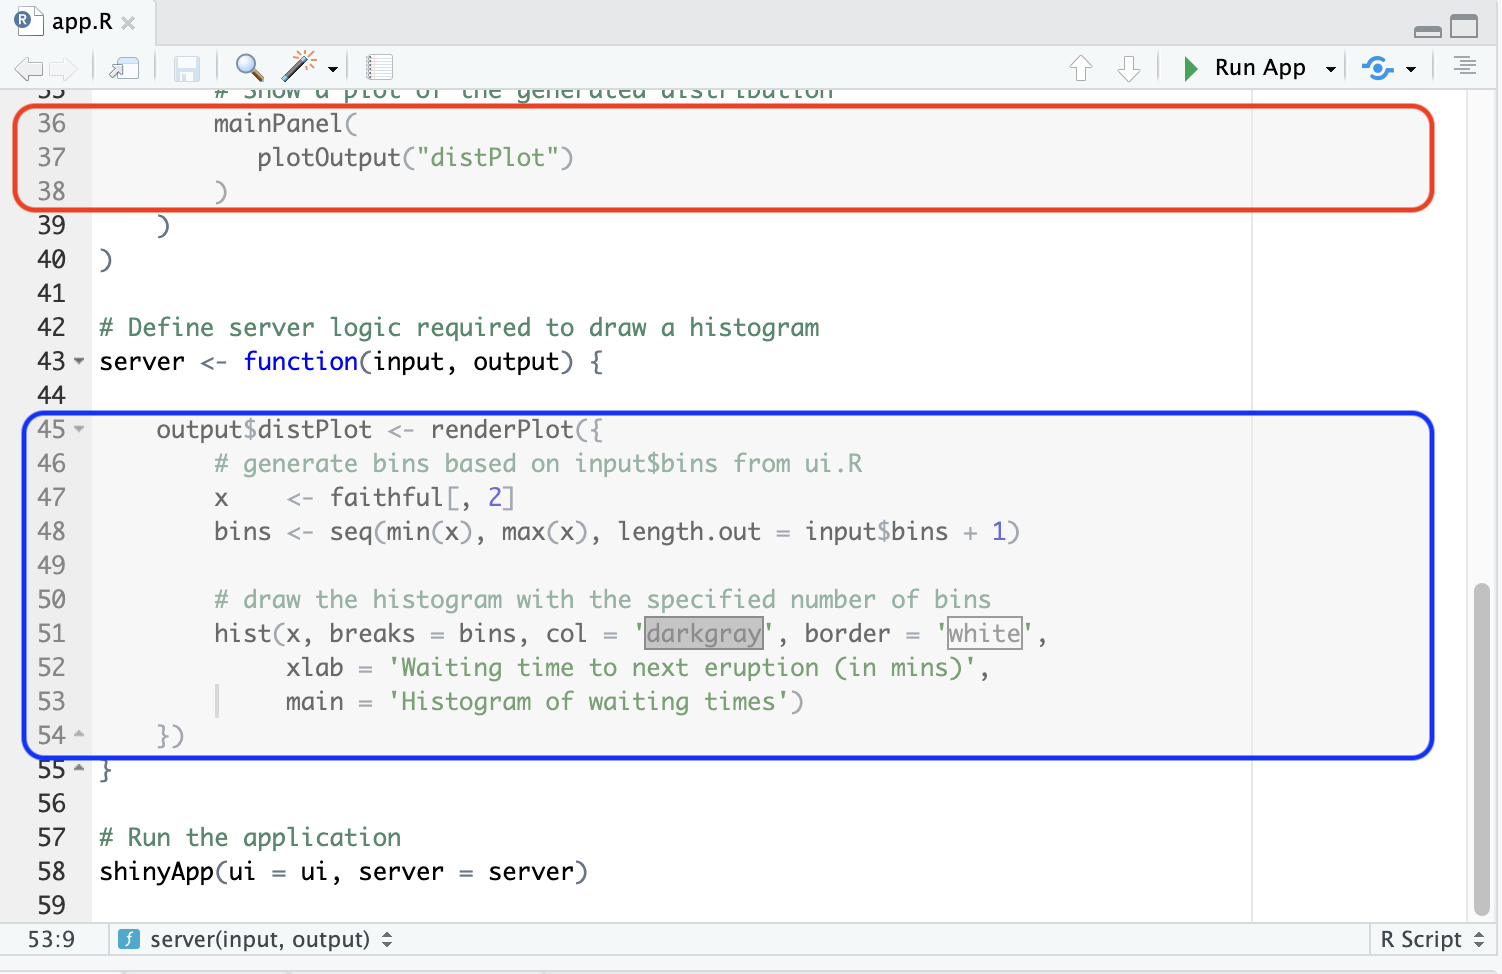 app.R
Run App
35 # Show a plot of the generated distribution
36 mainPanel(
37 plotOutput("distPlot")
38 )
39 )
40 )
41
42 # Define server logic required to draw a histogram
43 server <- function(input, output) {
44
45 output$distPlot <- renderPlot({
46 # generate bins based on input$bins from ui.R
47 x <- faithful[, 2]
48 bins <- seq(min(x), max(x), length.out = input$bins + 1)
49
50 # draw the histogram with the specified number of bins
51 hist(x, breaks = bins, col = 'darkgray', border = 'white',
52 xlab = 'Waiting time to next eruption (in mins)',
53 main = 'Histogram of waiting times')
54 })
55 }
56
57 # Run the application
58 shinyApp(ui = ui, server = server)
59
53:9 server(input, output) R Script